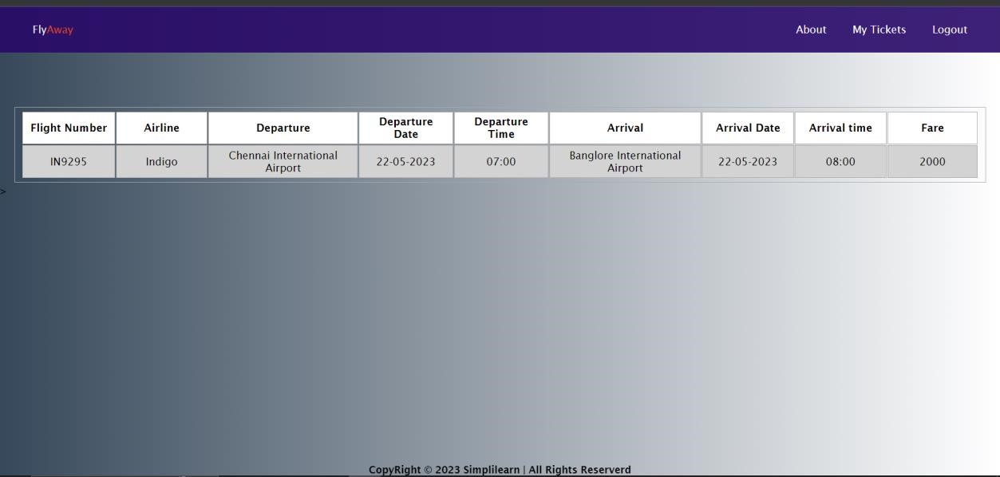 FlyAway About My Tickets Logout
Flight Number Airline Departure Departure Date Departure Time Arrival Arrival Date Arrival time Fare
IN9295 Indigo Chennai International Airport 22-05-2023 07:00 Banglore International Airport 22-05-2023 08:00 2000
>
CopyRight © 2023 Simplilearn | All Rights Reserverd